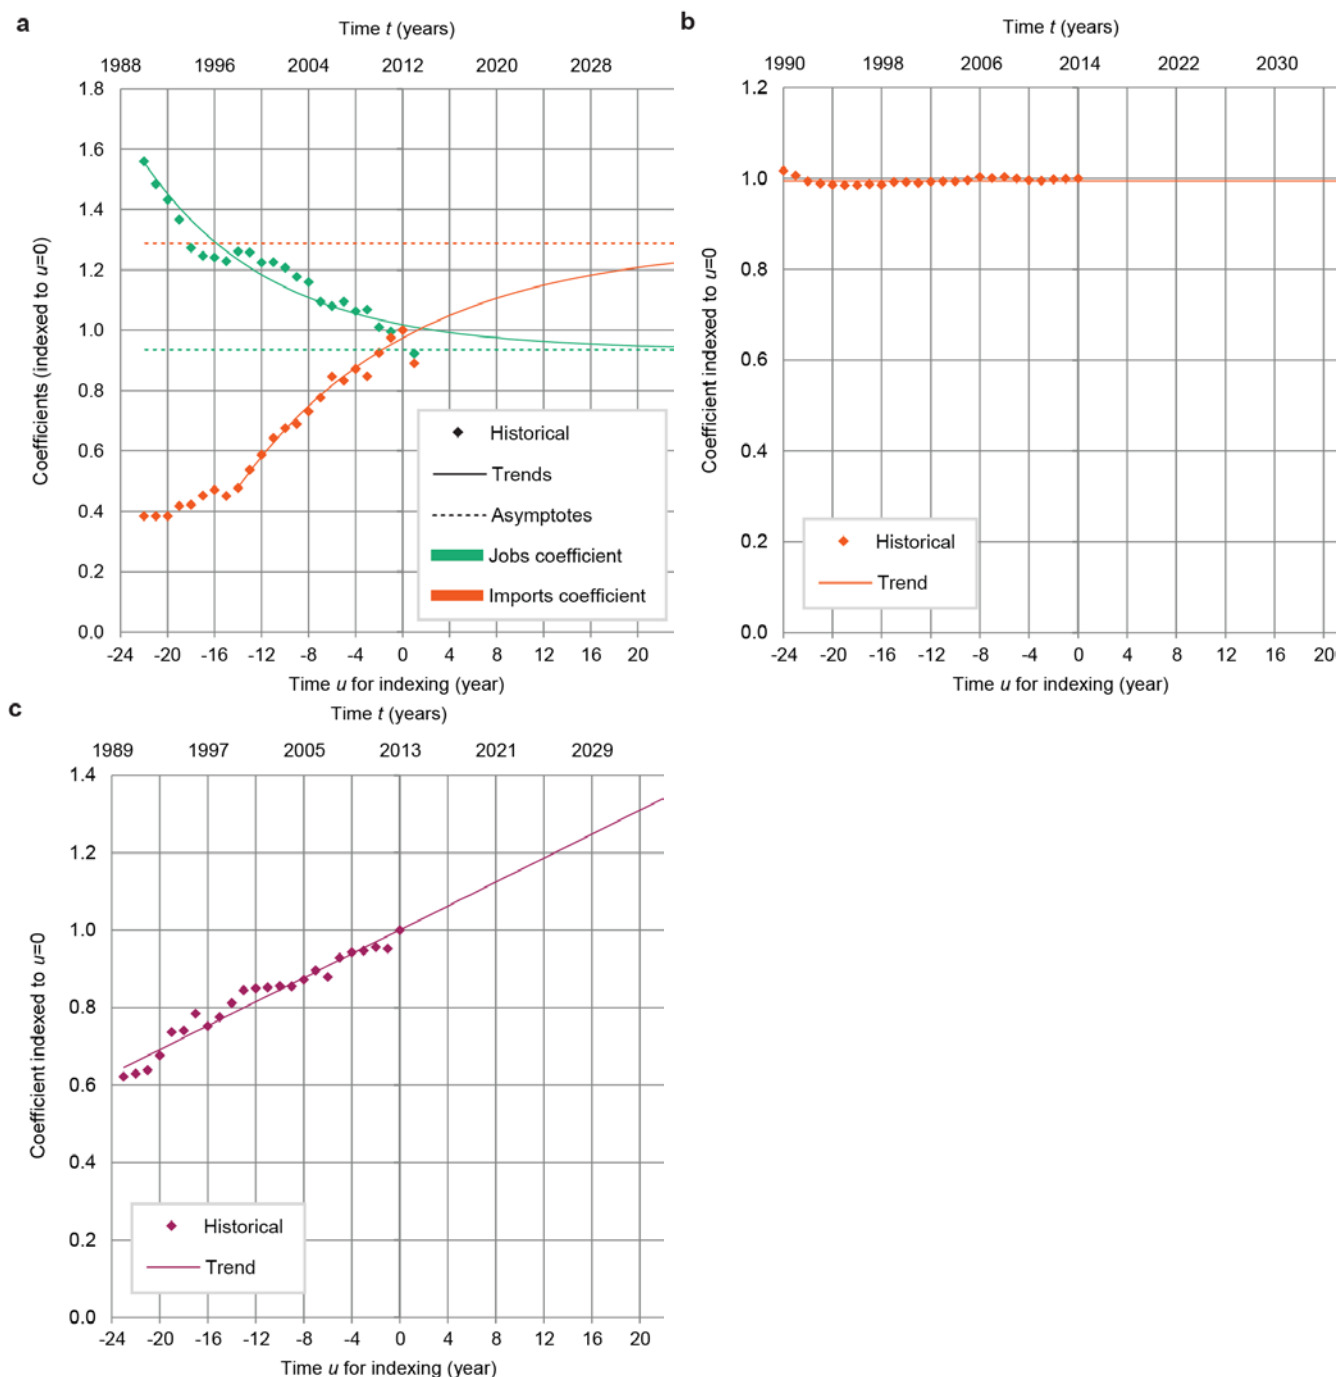 a
Time t (years)
1988 1996 2004 2012 2020 2028
1.8
1.6
1.4
1.2
1.0
0.8
0.6
0.4
0.2
0.0
Coefficients (indexed to u=0)
Historical
Trends
Asymptotes
Jobs coefficient
Imports coefficient
-24 -20 -16 -12 -8 -4 0 4 8 12 16 20
Time u for indexing (year)
b
Time t (years)
1990 1998 2006 2014 2022 2030
1.2
1.0
0.8
0.6
0.4
0.2
0.0
Coefficient indexed to u=0
Historical
Trend
-24 -20 -16 -12 -8 -4 0 4 8 12 16 20
Time u for indexing (year)
c
Time t (years)
1989 1997 2005 2013 2021 2029
1.4
1.2
1.0
0.8
0.6
0.4
0.2
0.0
Coefficient indexed to u=0
Historical
Trend
-24 -20 -16 -12 -8 -4 0 4 8 12 16 20
Time u for indexing (year)